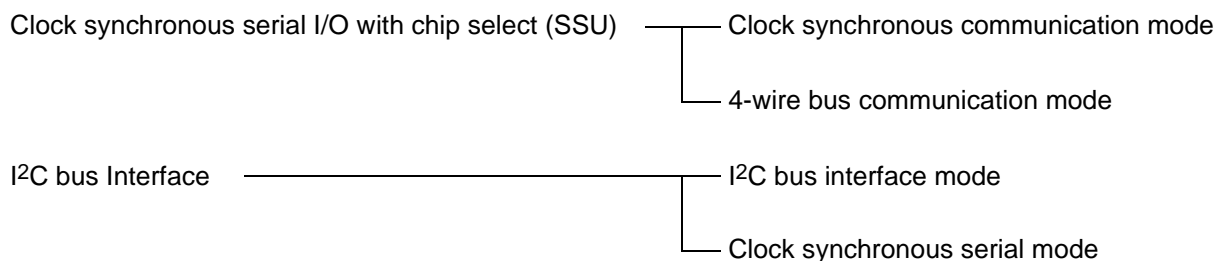 Clock synchronous serial I/O with chip select (SSU) Clock synchronous communication mode
4-wire bus communication mode
I2C bus Interface I2C bus interface mode
Clock synchronous serial mode